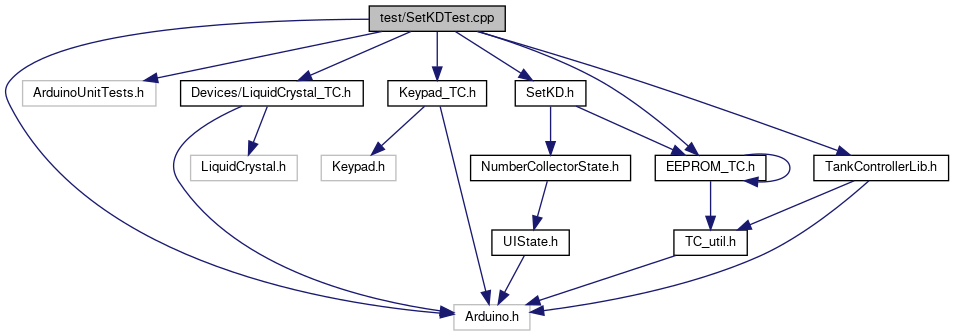 test/SetKDTest.cpp
ArduinoUnitTests.h
Devices/LiquidCrystal_TC.h
Keypad_TC.h
SetKD.h
LiquidCrystal.h
Keypad.h
NumberCollectorState.h
EEPROM_TC.h
TankControllerLib.h
UIState.h
TC_util.h
Arduino.h